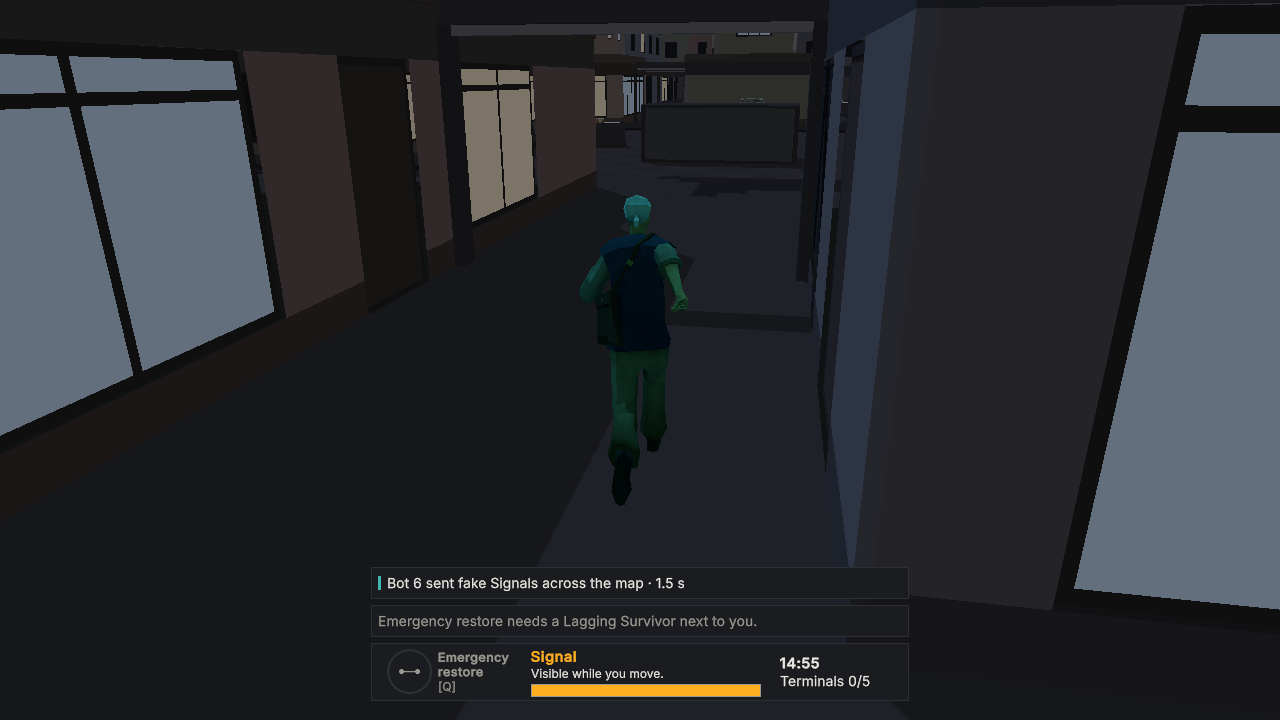 Bot 6 sent fake Signals across the map · 1.5 s
Emergency restore needs a Lagging Survivor next to you.
Emergency
restore
[Q]
Signal
Visible while you move.
14:55
Terminals 0/5